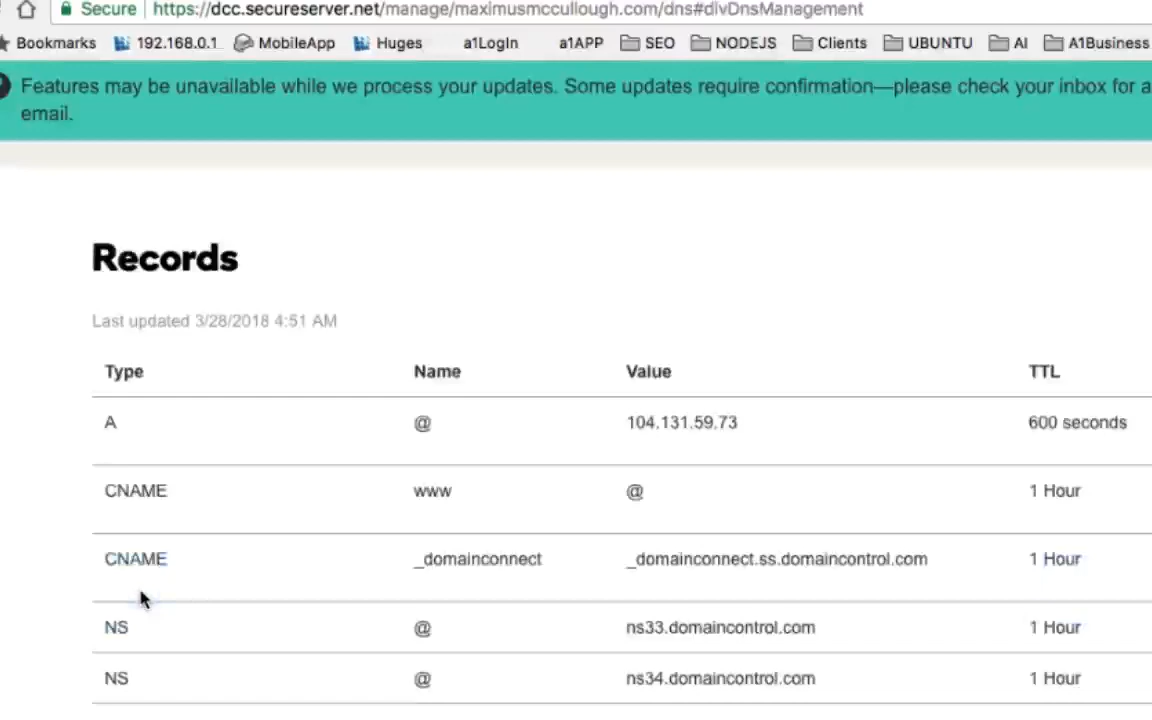 Secure https://dcc.secureserver.net/manage/maximusmccullough.com/dns#divDnsManagement
Bookmarks 192.168.0.1 MobileApp Huges a1LogIn a1APP SEO NODEJS Clients UBUNTU AI A1Business
Features may be unavailable while we process your updates. Some updates require confirmation—please check your inbox for a
email.
Records
Last updated 3/28/2018 4:51 AM
Type Name Value TTL
A @ 104.131.59.73 600 seconds
CNAME www @ 1 Hour
CNAME _domainconnect _domainconnect.ss.domaincontrol.com 1 Hour
NS @ ns33.domaincontrol.com 1 Hour
NS @ ns34.domaincontrol.com 1 Hour